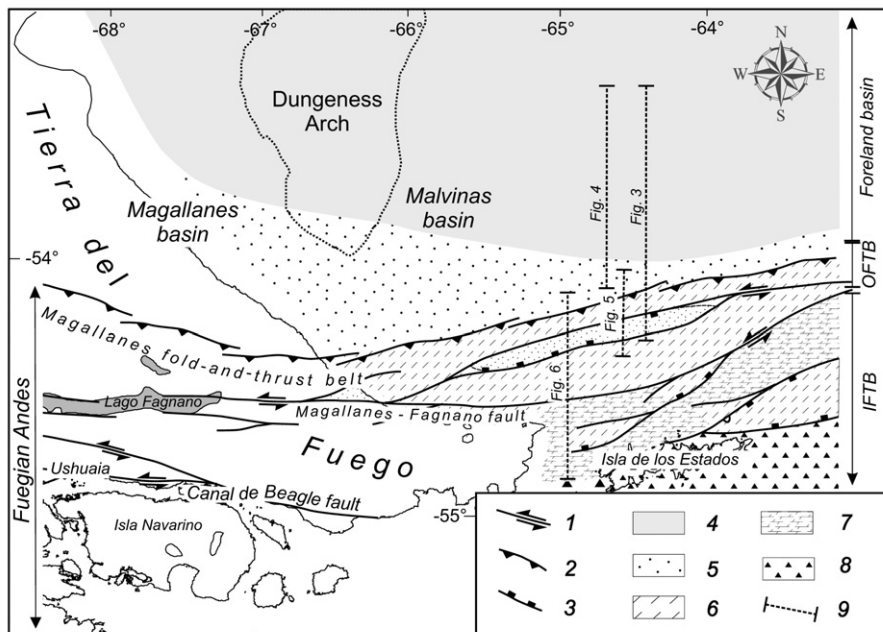 -68° -67° -66° -65° -64°
N
W E
S
Dungeness
Arch
Tierra del
Fuego
Foreland basin
Fig. 4
Fig. 3
Malvinas
basin
Magallanes
basin
-54°
OFTB
Fig. 5
Magallanes fold-and-thrust belt
Fig. 6
Lago Fagnano
Magallanes - Fagnano fault
IFTB
Fuegian Andes
Isla de los Estados
Ushuaia
Canal de Beagle fault
-55°
Isla Navarino
1 4 7
2 5 8
3 6 9